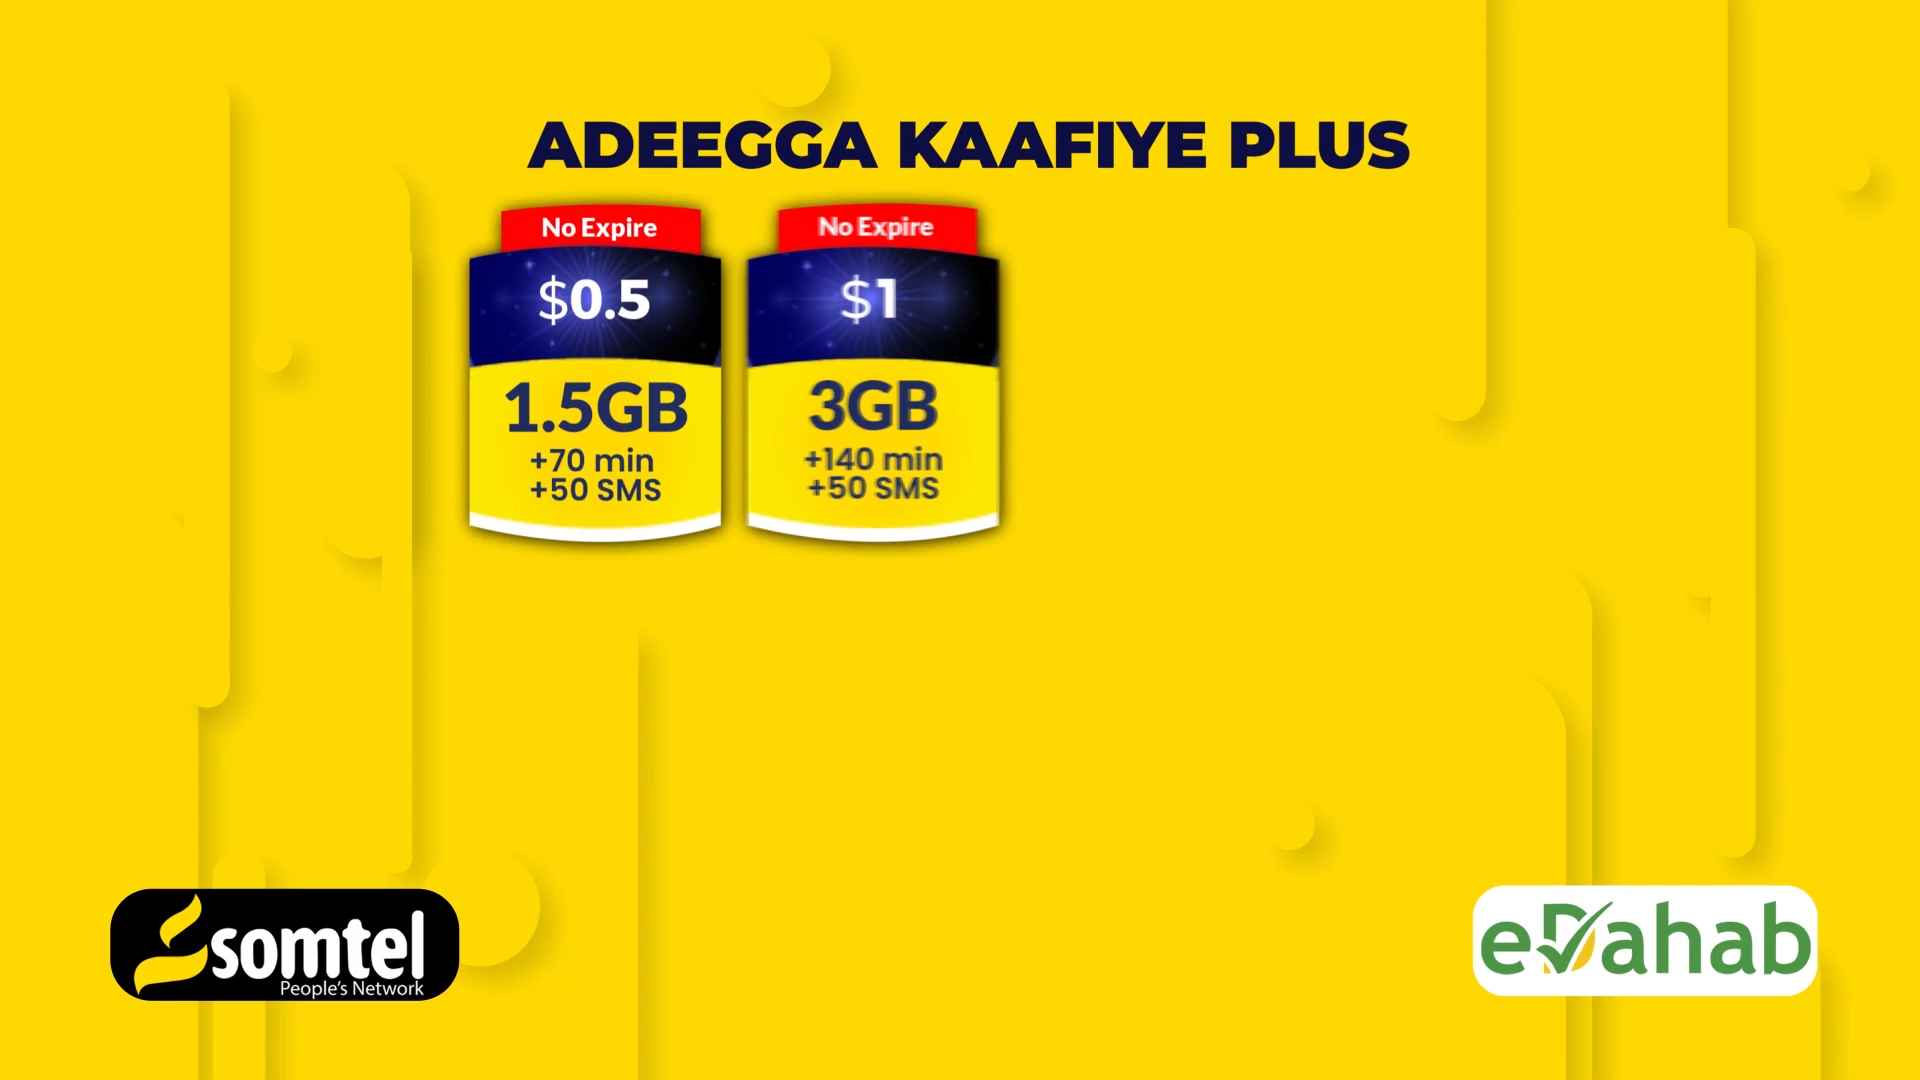 ADEEGGA KAAFIYE PLUS
No Expire
$0.5
1.5GB
+70 min
+50 SMS
No Expire
$1
3GB
+140 min
+50 SMS
somtel
People's Network
eDahab